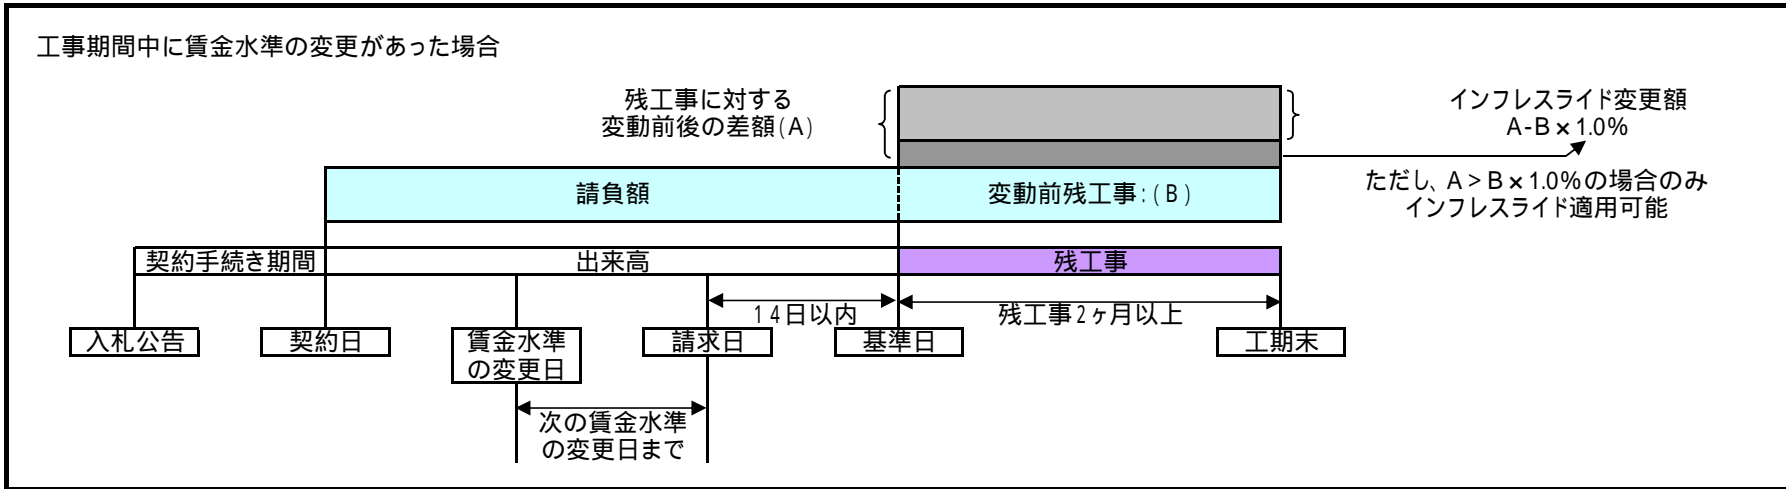 工事期間中に賃金水準の変更があった場合
残工事に対する
変動前後の差額(A)
インフレスライド変更額
A-B×1.0%
請負額
変動前残工事:(B)
ただし、A>B×1.0%の場合のみ
インフレスライド適用可能
契約手続き期間
出来高
残工事
14日以内
残工事2ヶ月以上
入札公告
契約日
賃金水準
の変更日
請求日
基準日
工期末
次の賃金水準
の変更日まで